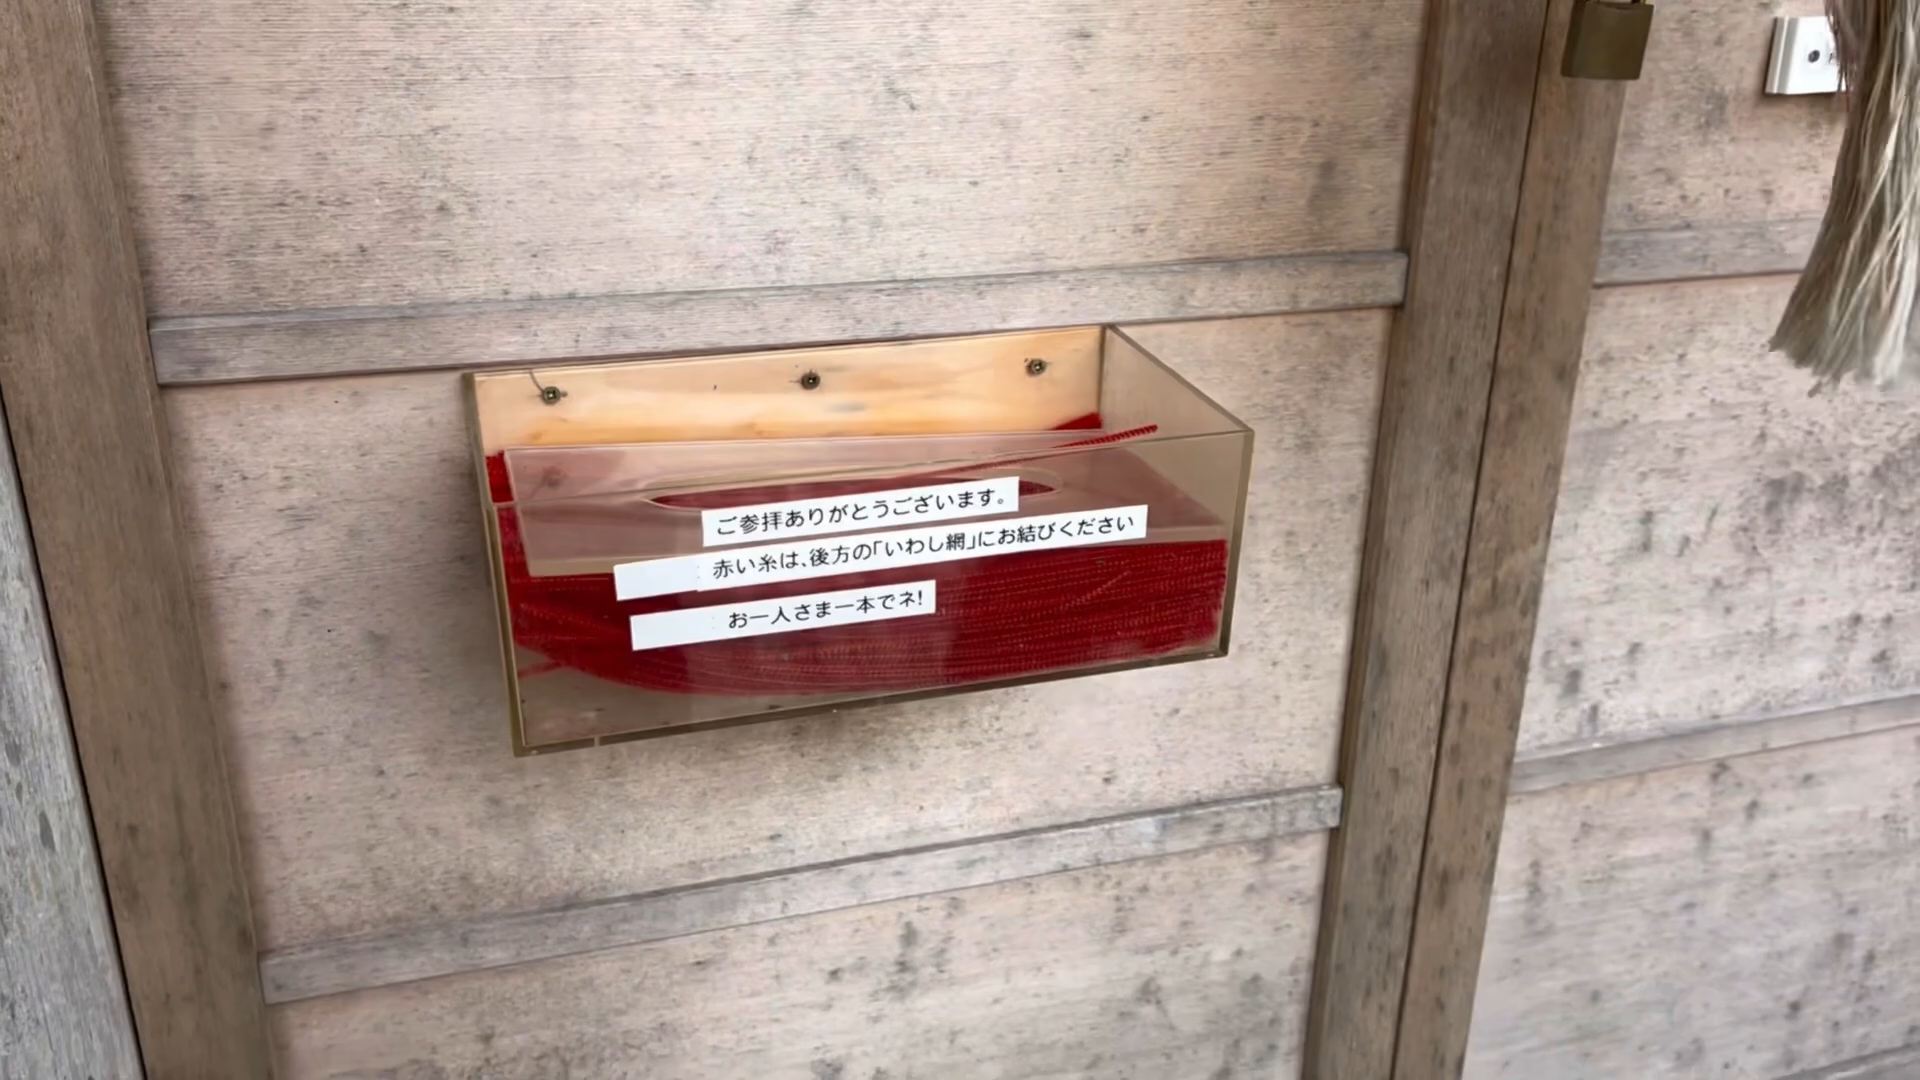 ご参拝ありがとうございます。
赤い糸は、後方の「いわし網」にお結びください
お一人さま一本でネ!